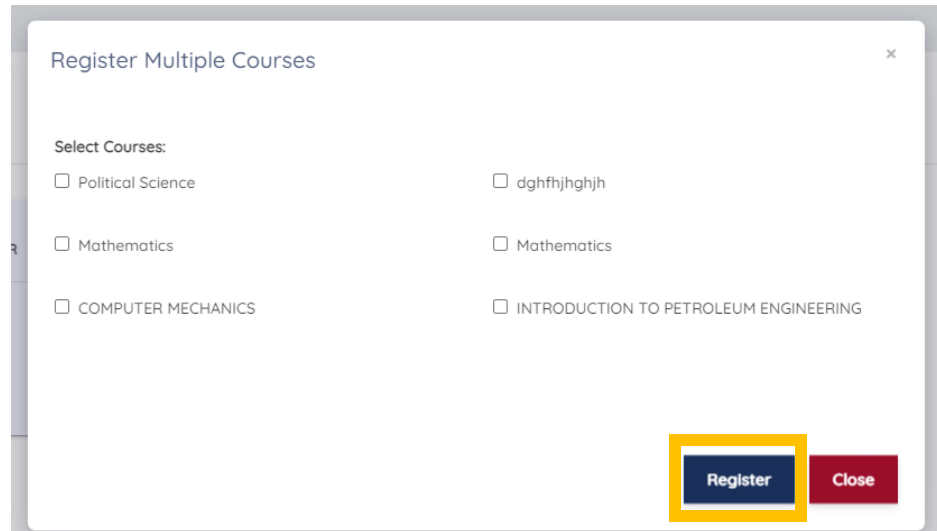 Register Multiple Courses
×
Select Courses:
Political Science
dghfhjhghjh
R
Mathematics
Mathematics
COMPUTER MECHANICS
INTRODUCTION TO PETROLEUM ENGINEERING
Register
Close